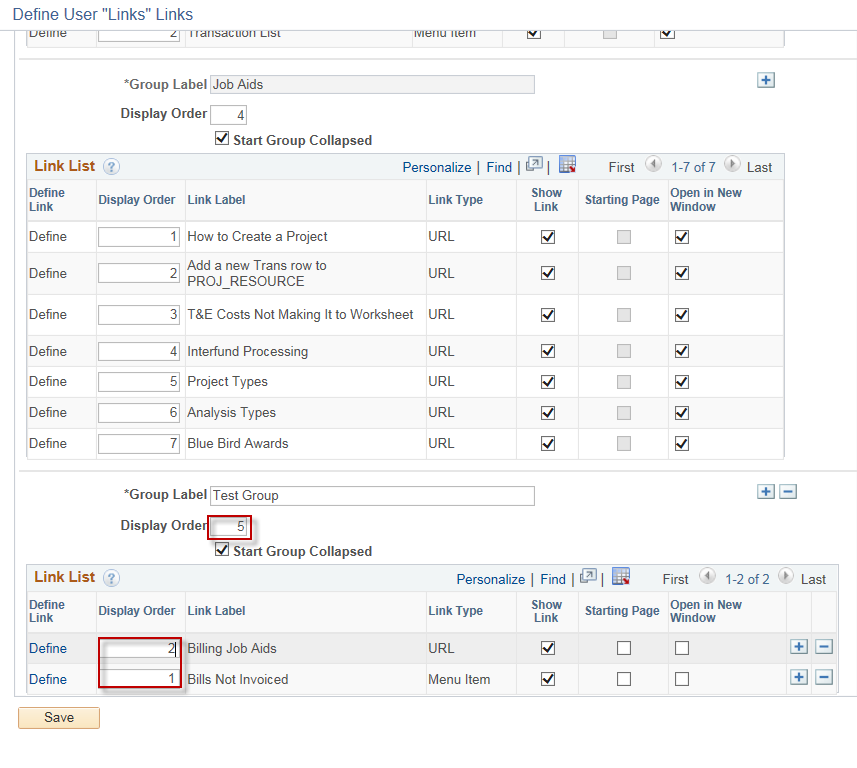 Define User "Links" Links
Define 2 Transaction List Menu Item
*Group Label Job Aids
Display Order 4
Start Group Collapsed
Link List ? Personalize | Find | | First 1-7 of 7 Last
Define Link Display Order Link Label Link Type Show Link Starting Page Open in New Window
Define 1 How to Create a Project URL
Define 2 Add a new Trans row to PROJ_RESOURCE URL
Define 3 T&E Costs Not Making It to Worksheet URL
Define 4 Interfund Processing URL
Define 5 Project Types URL
Define 6 Analysis Types URL
Define 7 Blue Bird Awards URL
*Group Label Test Group
Display Order 5
Start Group Collapsed
Link List ? Personalize | Find | | First 1-2 of 2 Last
Define Link Display Order Link Label Link Type Show Link Starting Page Open in New Window
Define 2 Billing Job Aids URL
Define 1 Bills Not Invoiced Menu Item
Save